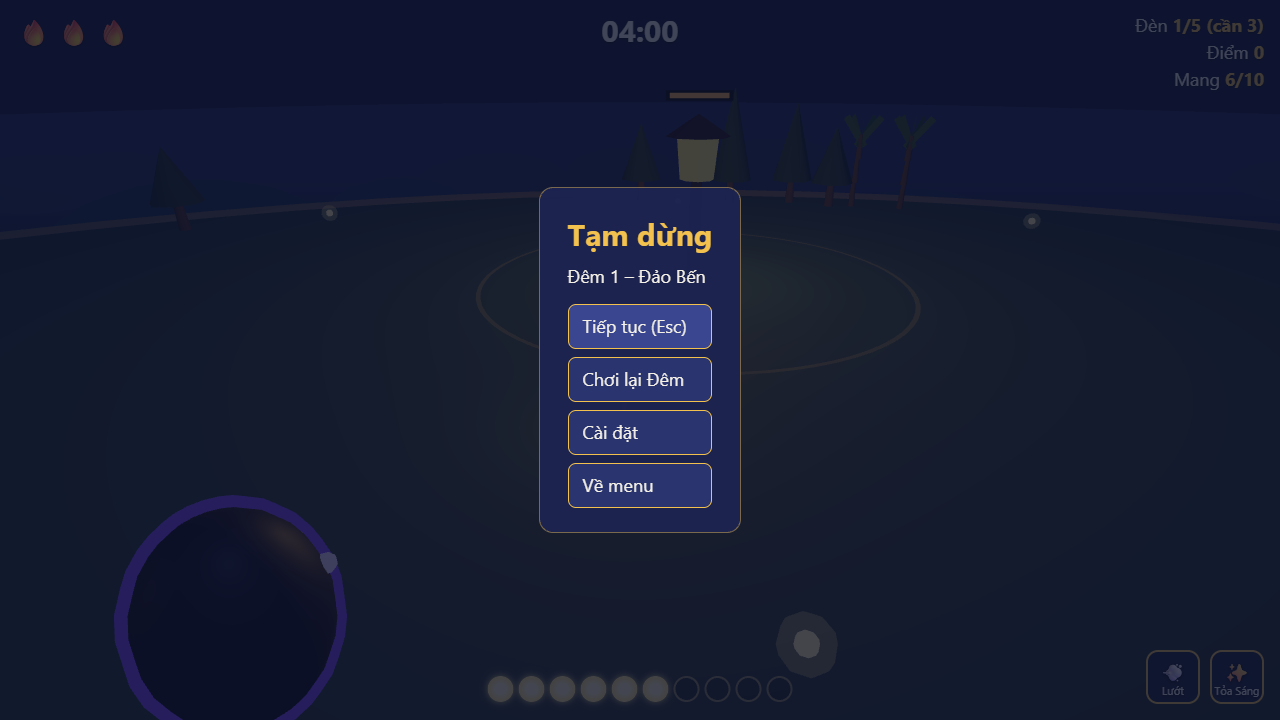 04:00
Đèn 1/5 (cần 3)
Điểm 0
Mang 6/10
Tạm dừng
Đêm 1 – Đảo Bến
Tiếp tục (Esc)
Chơi lại Đêm
Cài đặt
Về menu
Lướt
Tỏa Sáng